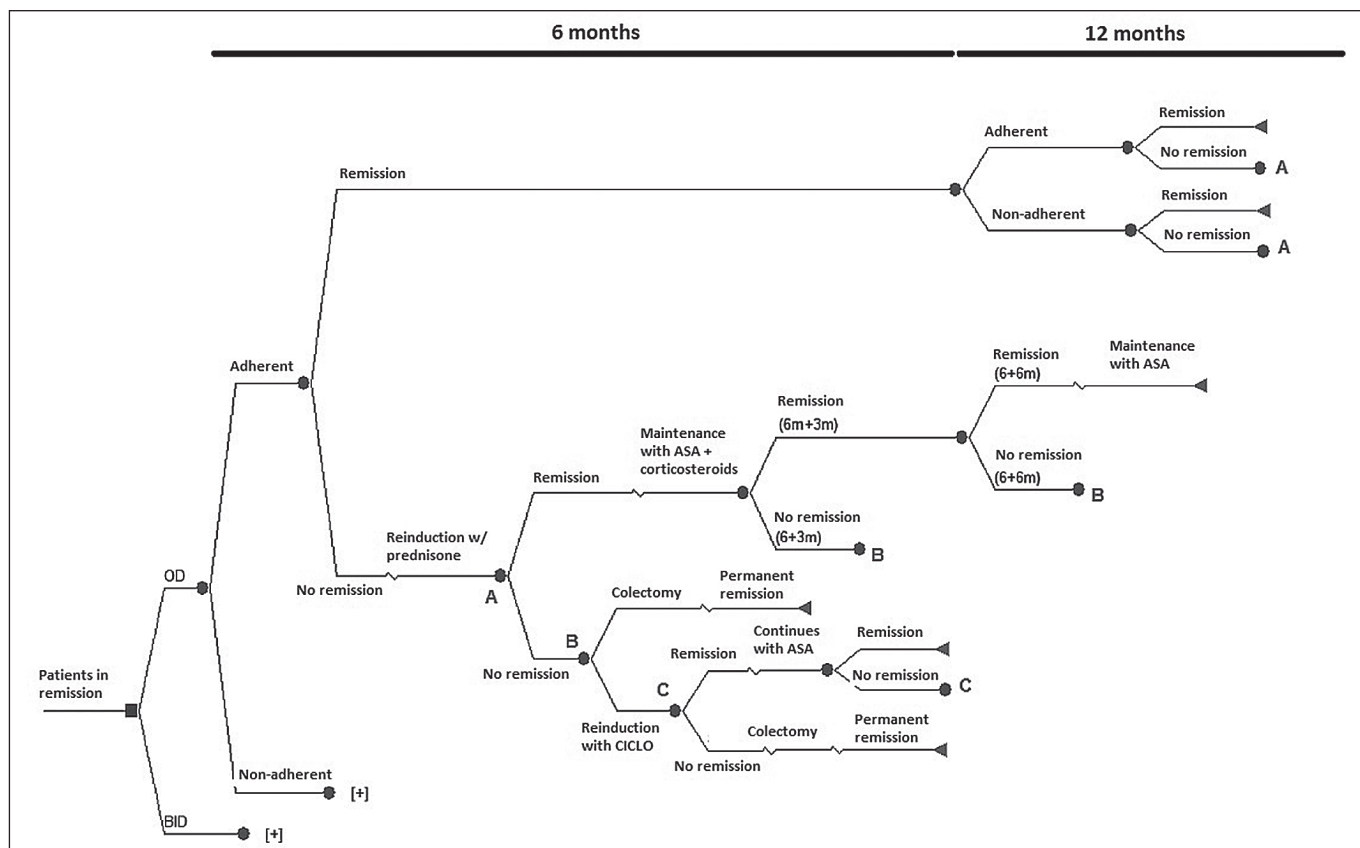 6 months
12 months
Remission
Adherent
No remission
A
Remission
Remission
Non-adherent
No remission
A
Adherent
Remission
(6+6m)
Maintenance
with ASA
Remission
(6m+3m)
Maintenance
with ASA +
corticosteroids
No remission
(6+6m)
B
Remission
No remission
(6+3m)
B
Reinduction w/
prednisone
No remission
A
Colectomy
Permanent
remission
B
Continues
with ASA
Remission
Remission
No remission
C
No remission
C
Reinduction
with CICLO
Colectomy
Permanent
remission
No remission
OD
Patients in
remission
Non-adherent
[+]
BID
[+]